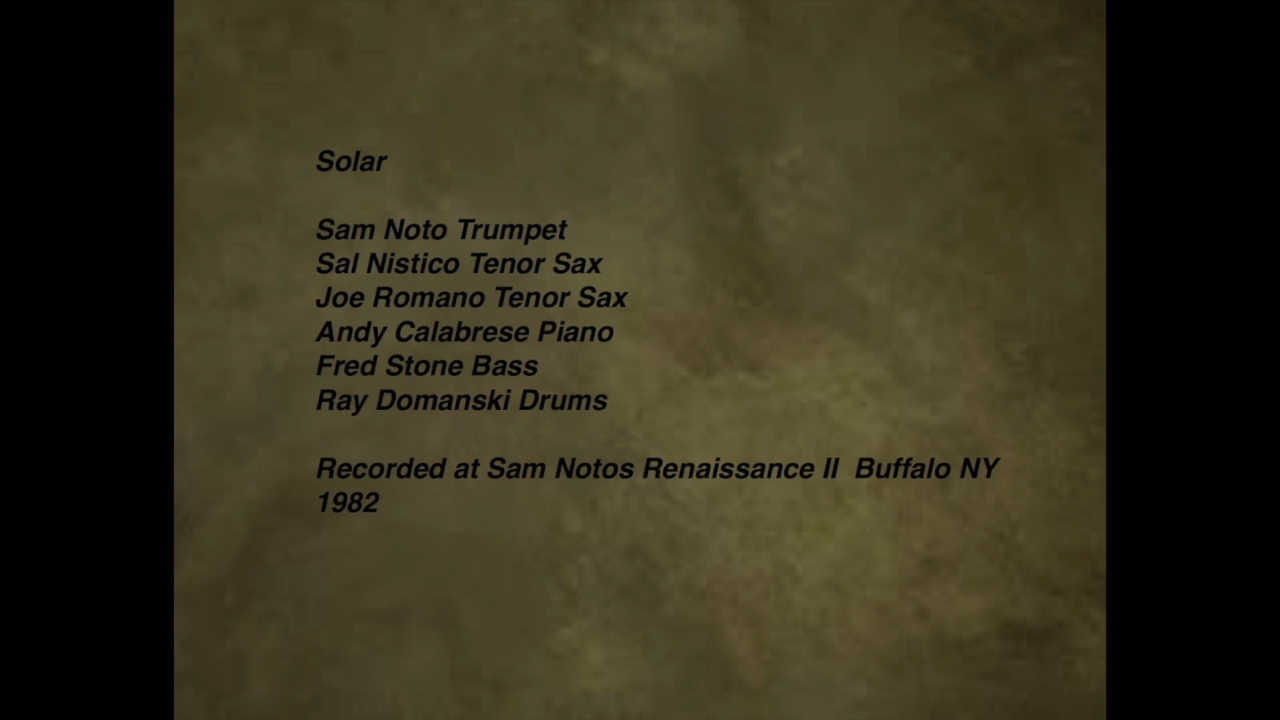 Solar
Sam Noto Trumpet
Sal Nistico Tenor Sax
Joe Romano Tenor Sax
Andy Calabrese Piano
Fred Stone Bass
Ray Domanski Drums
Recorded at Sam Notos Renaissance II  Buffalo NY
1982